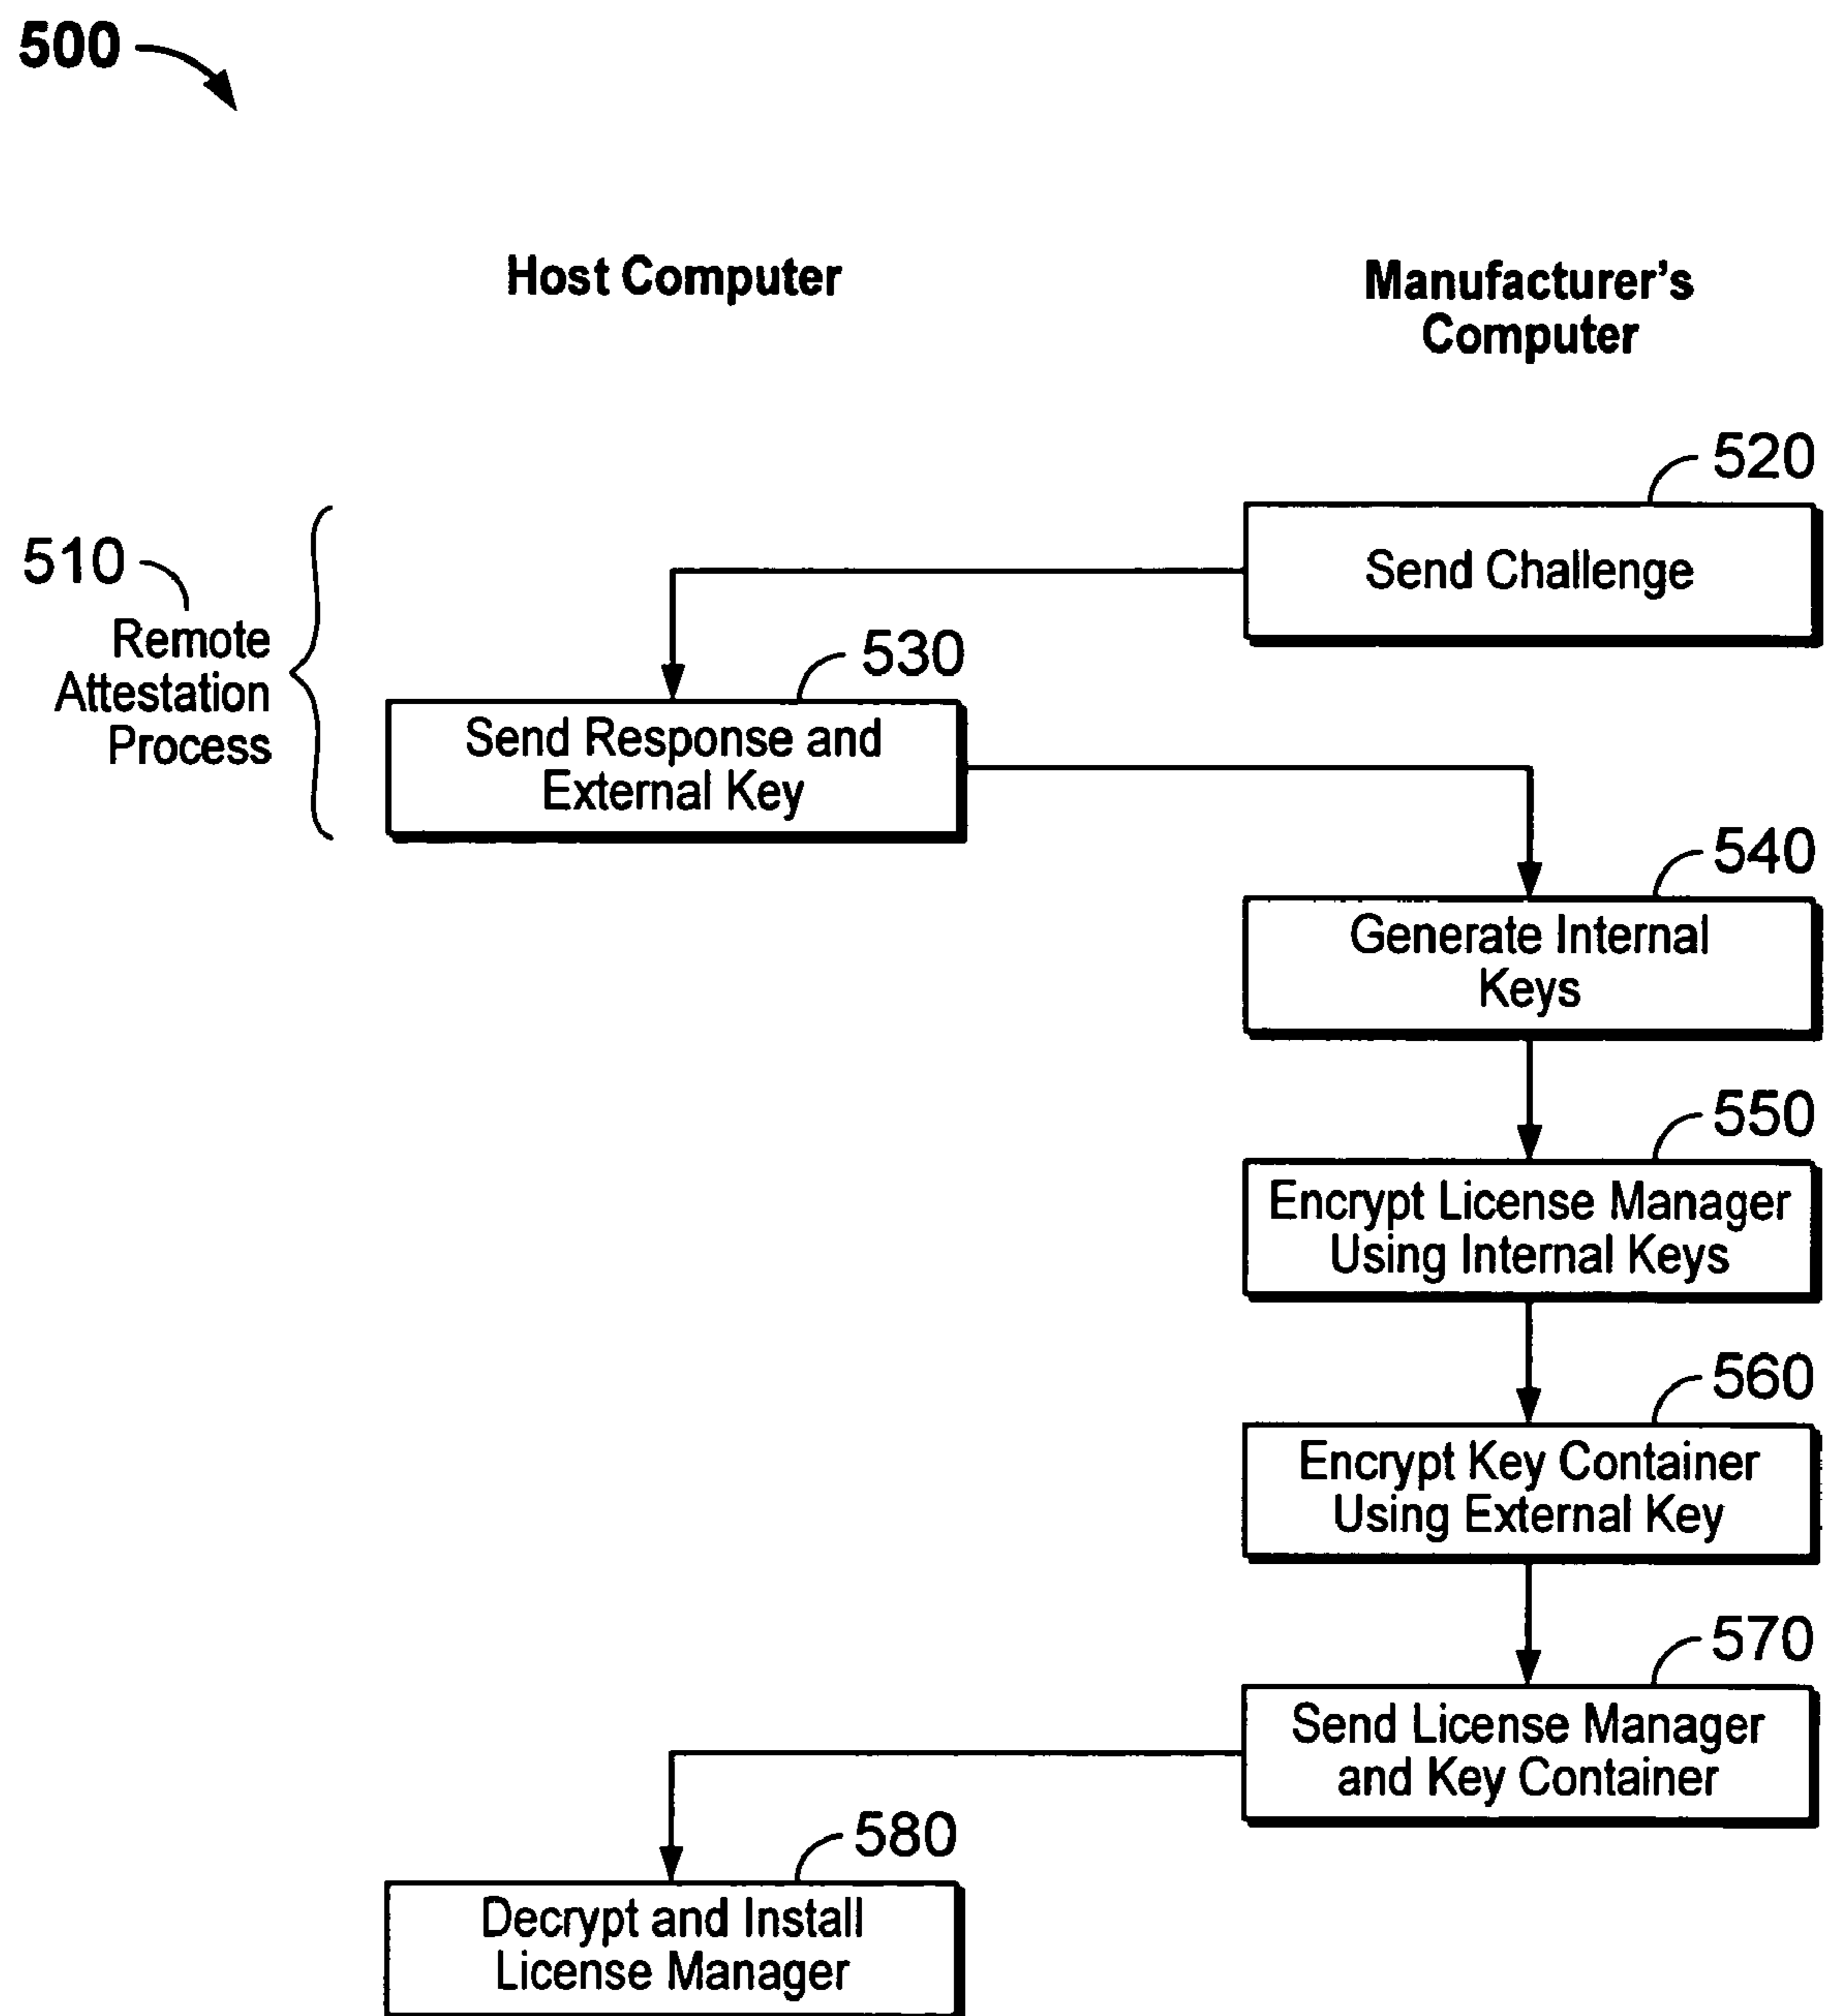 500
Host Computer
Manufacturer's
Computer
520
Send Challenge
510
Remote
Attestation
Process
530
Send Response and
External Key
540
Generate Internal
Keys
550
Encrypt License Manager
Using Internal Keys
560
Encrypt Key Container
Using External Key
570
Send License Manager
and Key Container
580
Decrypt and Install
License Manager